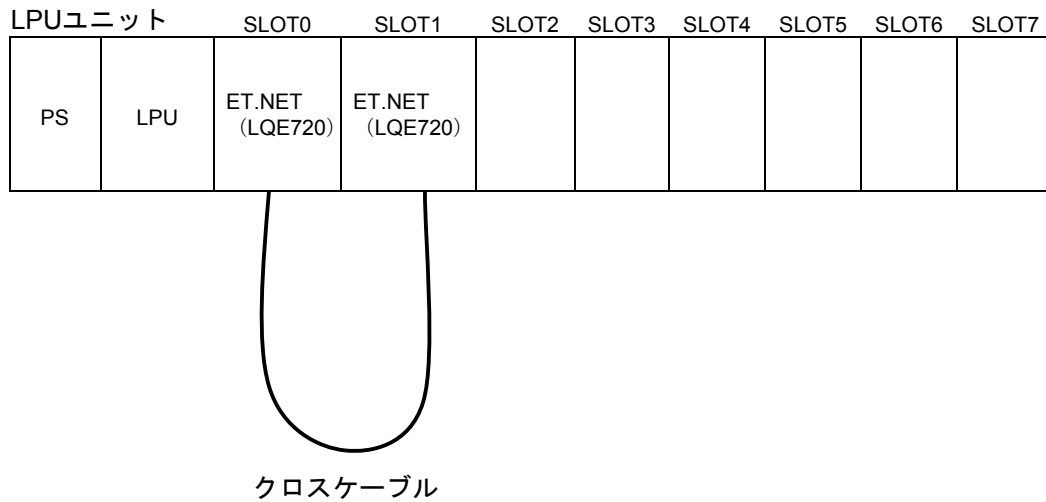 LPUユニット SLOT0 SLOT1 SLOT2 SLOT3 SLOT4 SLOT5 SLOT6 SLOT7
PS
LPU
ET.NET
（LQE720）
ET.NET
（LQE720）
クロスケーブル